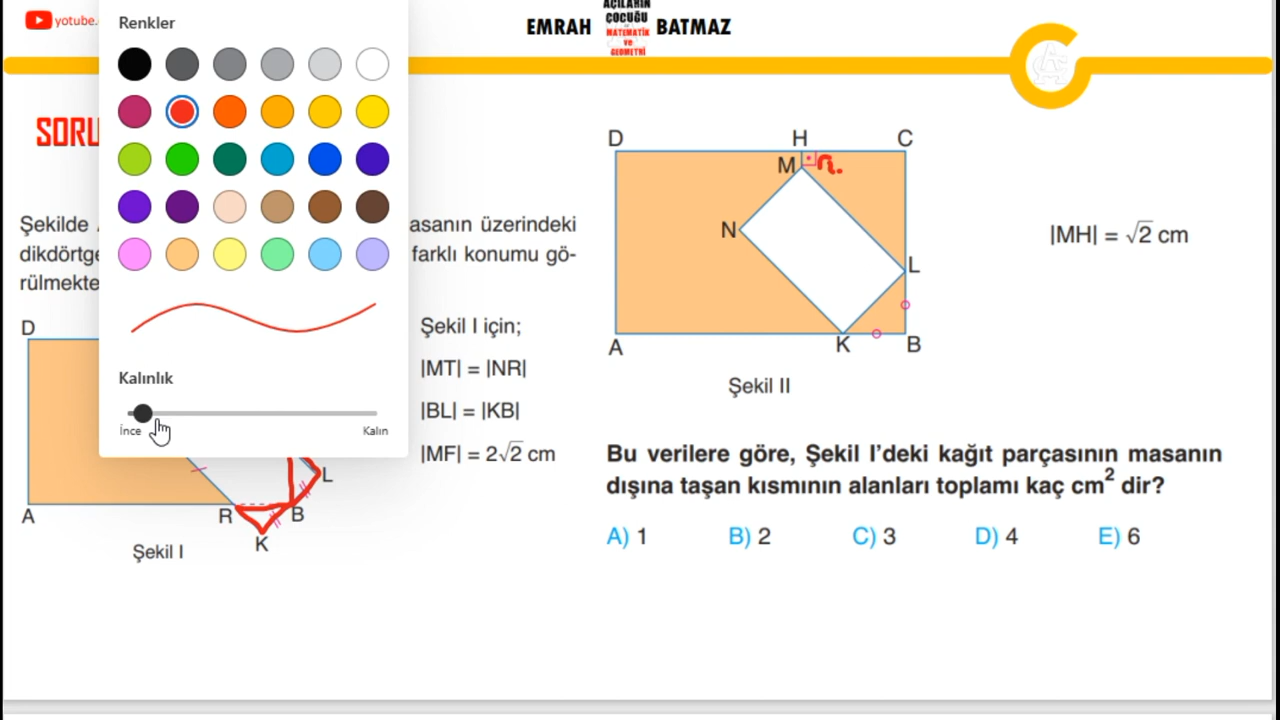 yotube.
Renkler
EMRAH
AÇILARIN
ÇOCUĞU
MATEMATİK
ve
GEOMETRİ
BATMAZ
SORU
D H C
M
N
L
A K B
Şekil II
|MH| = √2 cm
Şekilde
asanın üzerindeki
dikdörtge
farklı konumu gö-
rülmekte
D
Şekil I için;
|MT| = |NR|
|BL| = |KB|
|MF| = 2√2 cm
Kalınlık
İnce
Kalın
L
A R B
K
Şekil I
Bu verilere göre, Şekil I'deki kağıt parçasının masanın
dışına taşan kısmının alanları toplamı kaç cm² dir?
A) 1 B) 2 C) 3 D) 4 E) 6